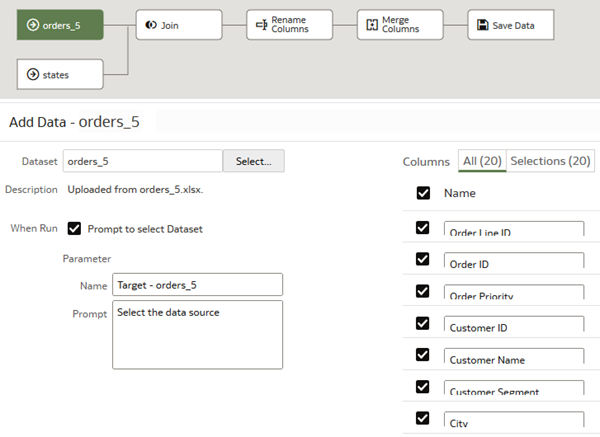 orders_5
Join
Rename
Columns
Merge
Columns
Save Data
states
Add Data - orders_5
Dataset
orders_5
Select...
Description
Uploaded from orders_5.xlsx.
When Run
Prompt to select Dataset
Parameter
Name
Target - orders_5
Prompt
Select the data source
Columns
All (20)
Selections (20)
Name
Order Line ID
Order ID
Order Priority
Customer ID
Customer Name
Customer Segment
City